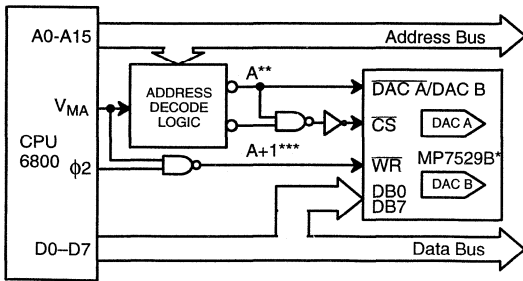 A0-A15
Address Bus
A**
ADDRESS
DECODE
LOGIC
DAC A/DAC B
VMA
CS
DAC A
CPU
6800
A+1***
WR
MP7529B*
ϕ2
DB0
DAC B
DB7
D0–D7
Data Bus